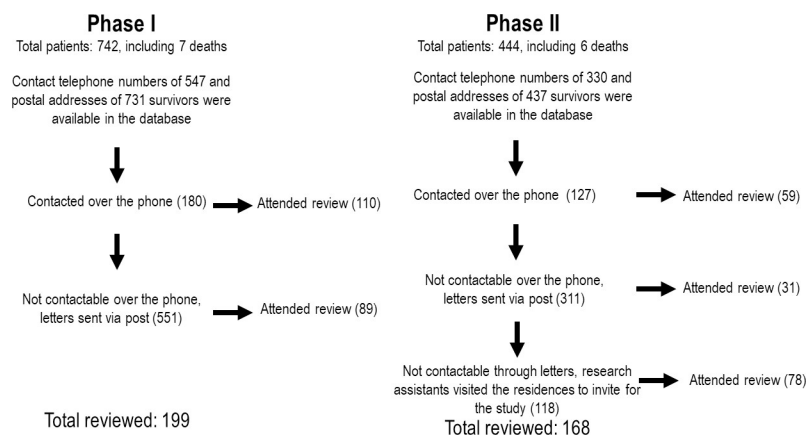 Phase I
Total patients: 742, including 7 deaths
Contact telephone numbers of 547 and
postal addresses of 731 survivors were
available in the database
Contacted over the phone (180)
Attended review (110)
Not contactable over the phone,
letters sent via post (551)
Attended review (89)
Total reviewed: 199
Phase II
Total patients: 444, including 6 deaths
Contact telephone numbers of 330 and
postal addresses of 437 survivors were
available in the database
Contacted over the phone (127)
Attended review (59)
Not contactable over the phone,
letters sent via post (311)
Attended review (31)
Not contactable through letters, research
assistants visited the residences to invite for
the study (118)
Attended review (78)
Total reviewed: 168